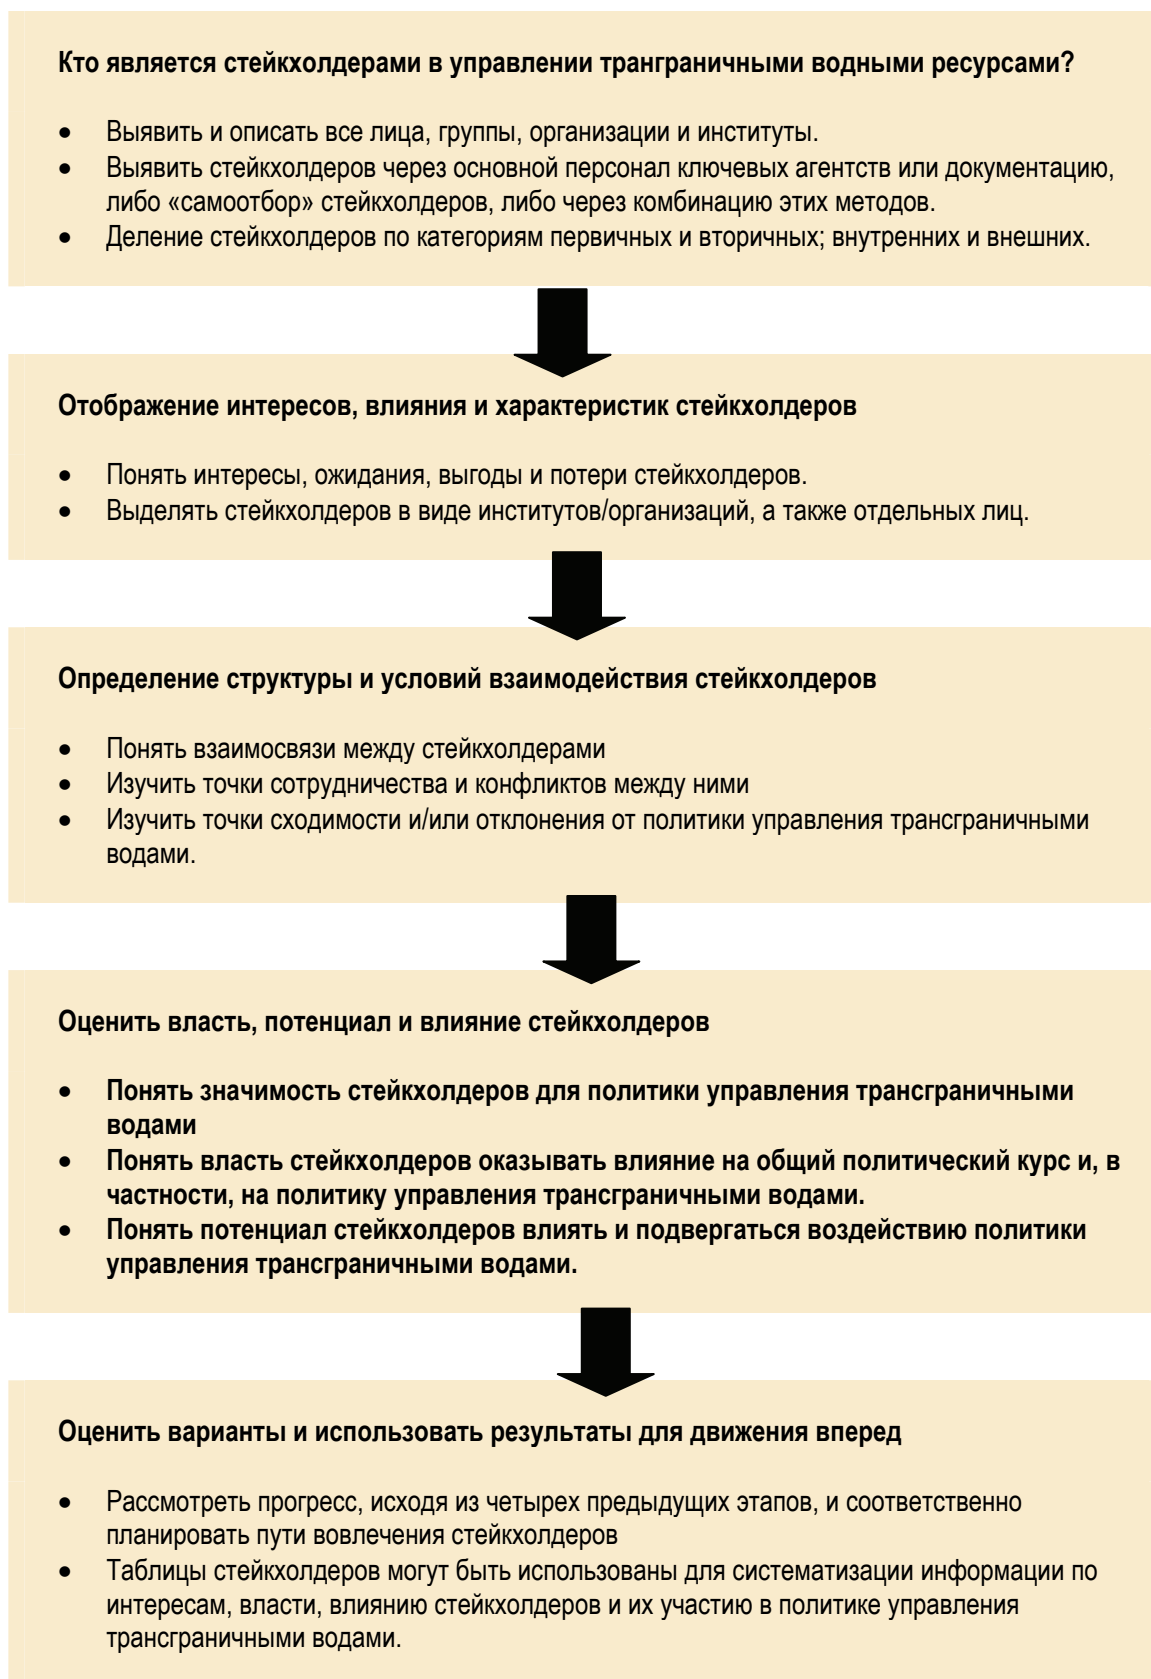 Кто является стейкхолдерами в управлении транграничными водными ресурсами?
• Выявить и описать все лица, группы, организации и институты.
• Выявить стейкхолдеров через основной персонал ключевых агентств или документацию,
либо «самоотбор» стейкхолдеров, либо через комбинацию этих методов.
• Деление стейкхолдеров по категориям первичных и вторичных; внутренних и внешних.
Отображение интересов, влияния и характеристик стейкхолдеров
• Понять интересы, ожидания, выгоды и потери стейкхолдеров.
• Выделять стейкхолдеров в виде институтов/организаций, а также отдельных лиц.
Определение структуры и условий взаимодействия стейкхолдеров
• Понять взаимосвязи между стейкхолдерами
• Изучить точки сотрудничества и конфликтов между ними
• Изучить точки сходимости и/или отклонения от политики управления трансграничными
водами.
Оценить власть, потенциал и влияние стейкхолдеров
• Понять значимость стейкхолдеров для политики управления трансграничными
водами
• Понять власть стейкхолдеров оказывать влияние на общий политический курс и, в
частности, на политику управления трансграничными водами.
• Понять потенциал стейкхолдеров влиять и подвергаться воздействию политики
управления трансграничными водами.
Оценить варианты и использовать результаты для движения вперед
• Рассмотреть прогресс, исходя из четырех предыдущих этапов, и соответственно
планировать пути вовлечения стейкхолдеров
• Таблицы стейкхолдеров могут быть использованы для систематизации информации по
интересам, власти, влиянию стейкхолдеров и их участию в политике управления
трансграничными водами.